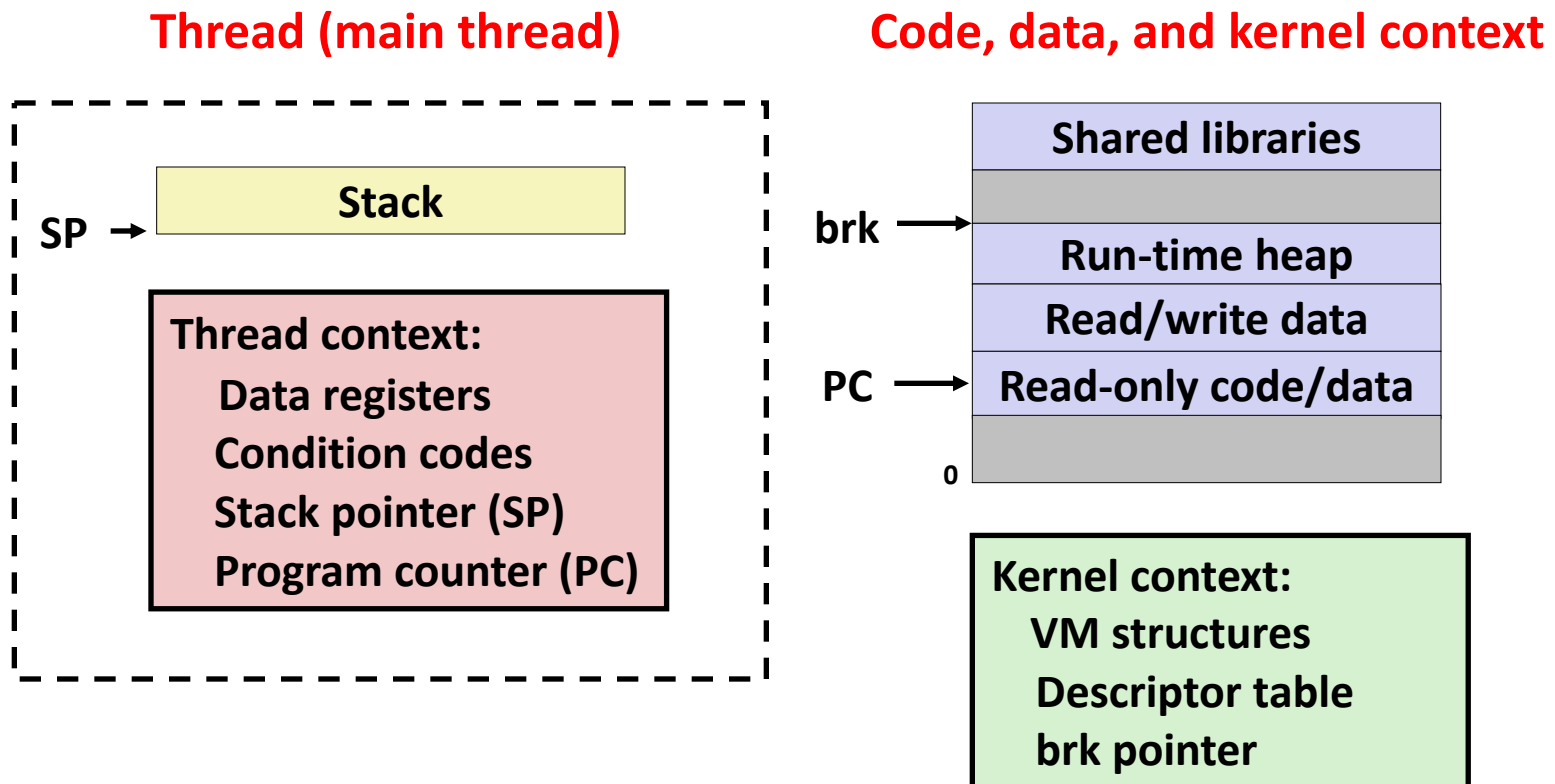 Thread (main thread)
Stack
SP
Thread context:
Data registers
Condition codes
Stack pointer (SP)
Program counter (PC)
Code, data, and kernel context
Shared libraries
brk
Run-time heap
Read/write data
PC
Read-only code/data
0
Kernel context:
VM structures
Descriptor table
brk pointer